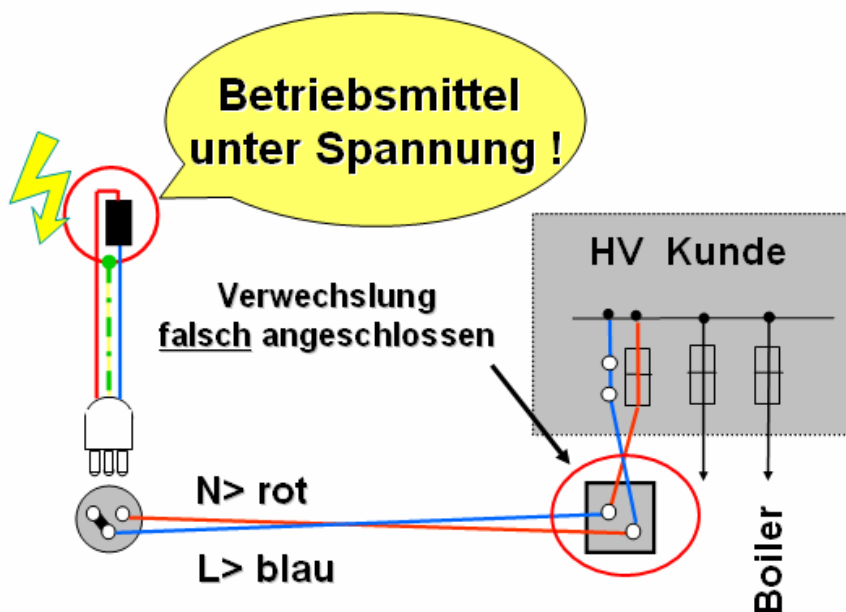 Betriebsmittel
unter Spannung !
HV Kunde
Verwechslung
falsch angeschlossen
N> rot
L> blau
Boiler